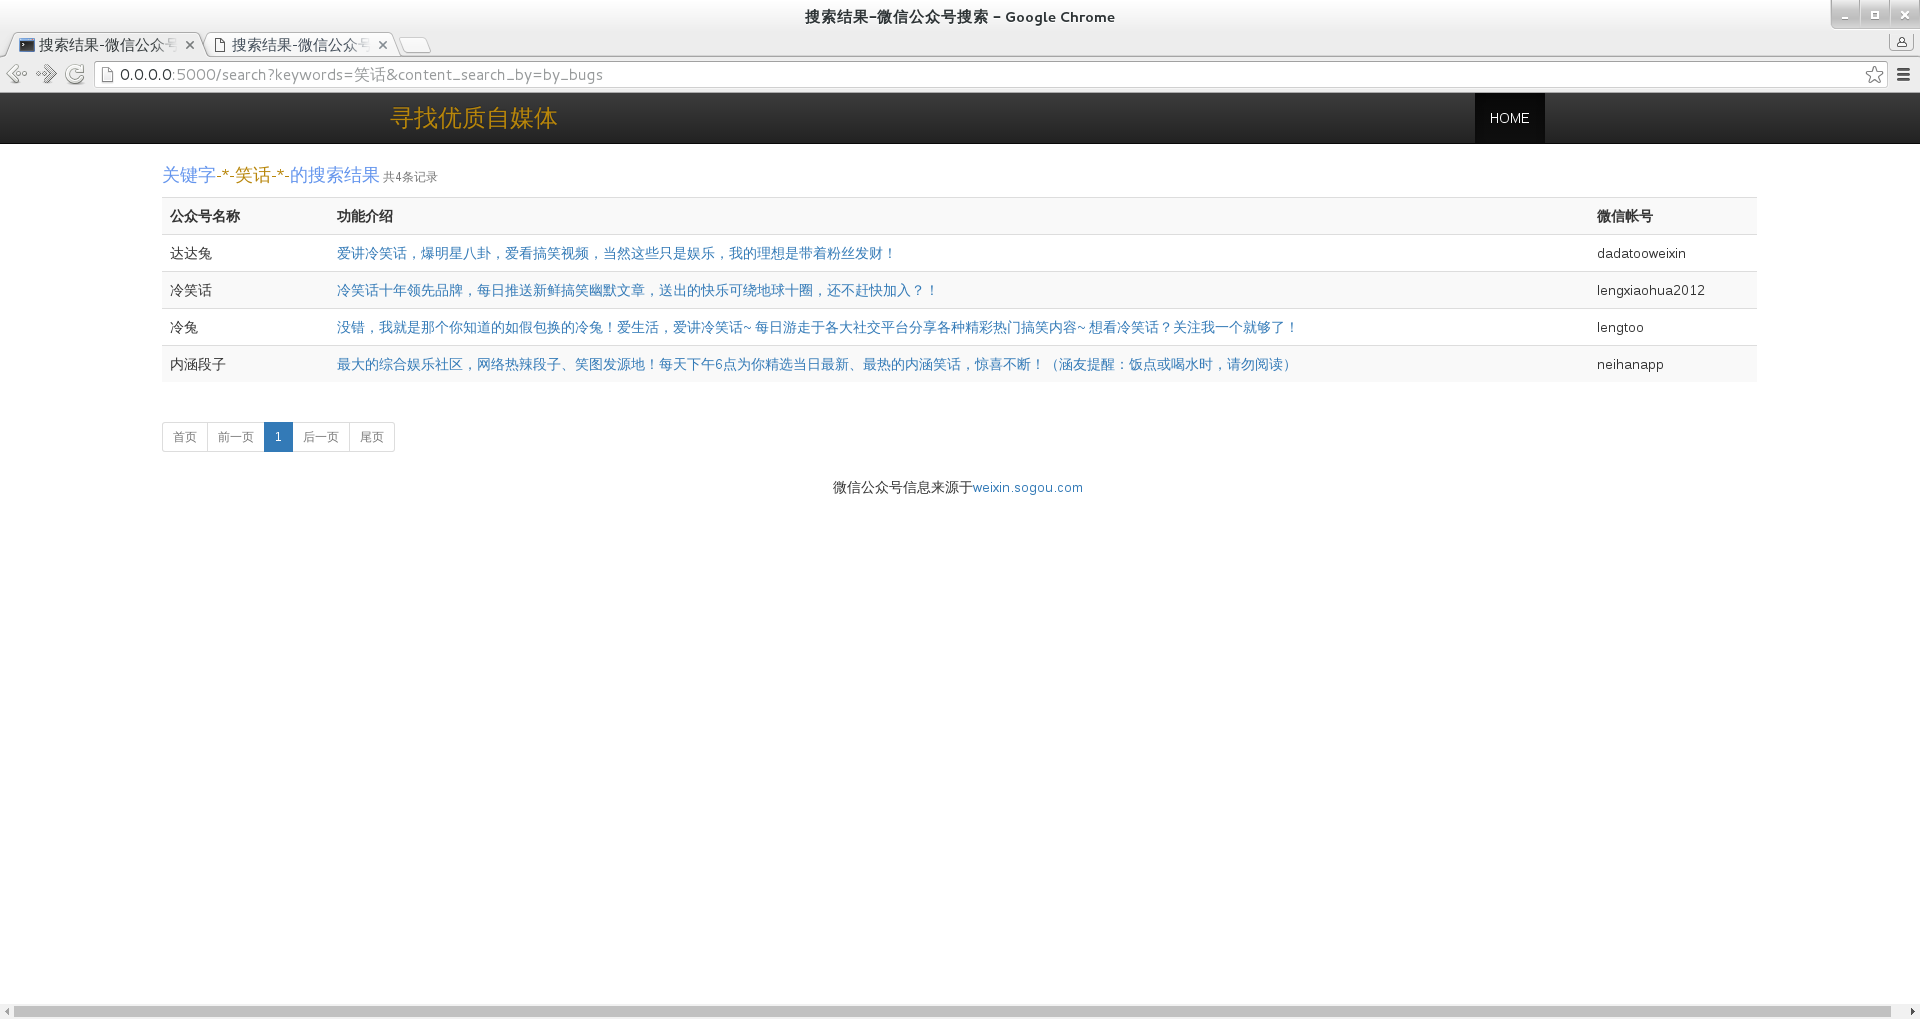 搜索结果-微信公众号搜索 - Google Chrome
搜索结果-微信公众号 搜索结果-微信公众号
0.0.0.0:5000/search?keywords=笑话&content_search_by=by_bugs
寻找优质自媒体 HOME
关键字-*-笑话-*-的搜索结果 共4条记录
公众号名称 功能介绍 微信帐号
达达兔 爱讲冷笑话，爆明星八卦，爱看搞笑视频，当然这些只是娱乐，我的理想是带着粉丝发财！ dadatooweixin
冷笑话 冷笑话十年领先品牌，每日推送新鲜搞笑幽默文章，送出的快乐可绕地球十圈，还不赶快加入？！ lengxiaohua2012
冷兔 没错，我就是那个你知道的如假包换的冷兔！爱生活，爱讲冷笑话~ 每日游走于各大社交平台分享各种精彩热门搞笑内容~ 想看冷笑话？关注我一个就够了！ lengtoo
内涵段子 最大的综合娱乐社区，网络热辣段子、笑图发源地！每天下午6点为你精选当日最新、最热的内涵笑话，惊喜不断！（涵友提醒：饭点或喝水时，请勿阅读） neihanapp
首页 前一页 1 后一页 尾页
微信公众号信息来源于weixin.sogou.com